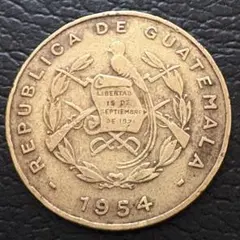 REPUBLICA DE GUATEMALA
LIBERTAD
15 DE
SEPTIEMBRE
DE 1821
1954